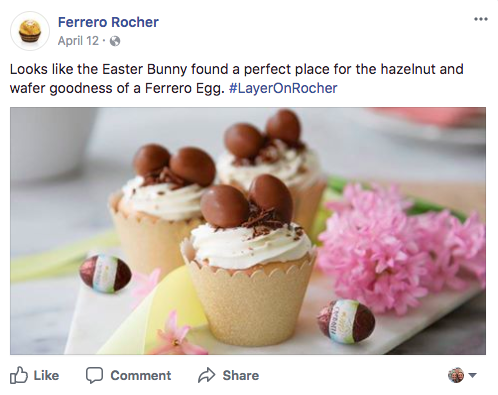 Ferrero Rocher
April 12
Looks like the Easter Bunny found a perfect place for the hazelnut and
wafer goodness of a Ferrero Egg. #LayerOnRocher
Like Comment Share